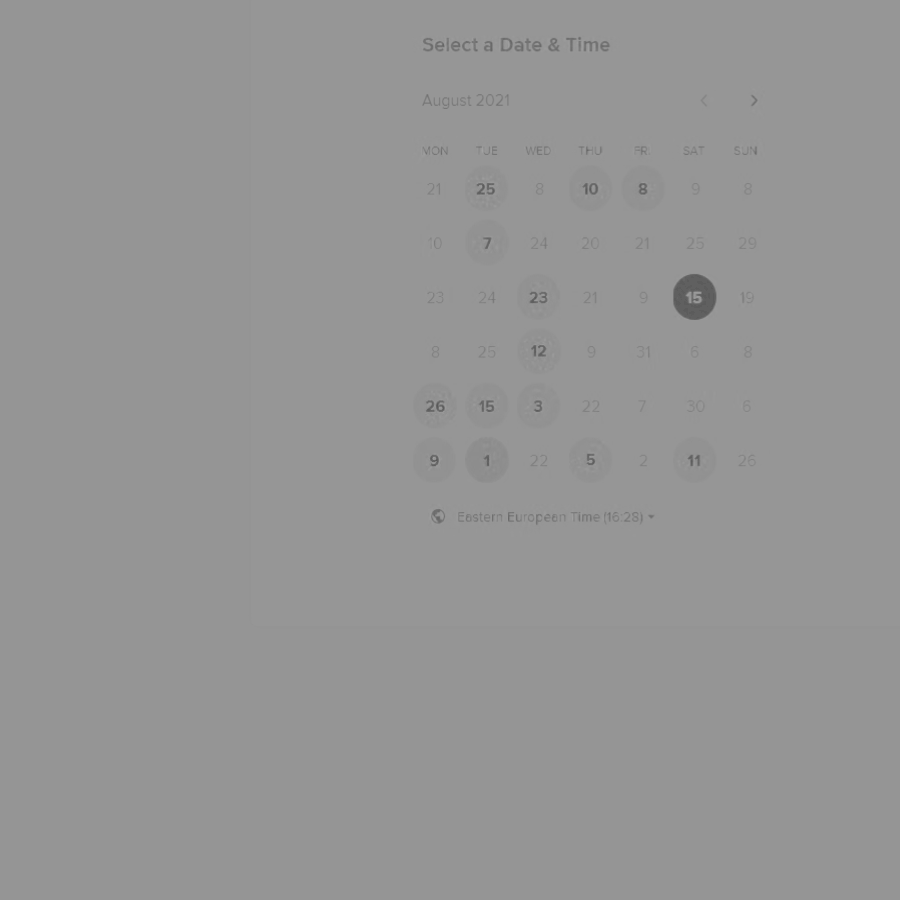 Select a Date & Time
August 2021
MON TUE WED THU FRI SAT SUN
21 25 8 10 8 9 8
10 7 24 20 21 25 29
23 24 23 21 9 15 19
8 25 12 9 31 6 8
26 15 3 22 7 30 6
9 1 22 5 2 11 26
Eastern European Time (16:28)